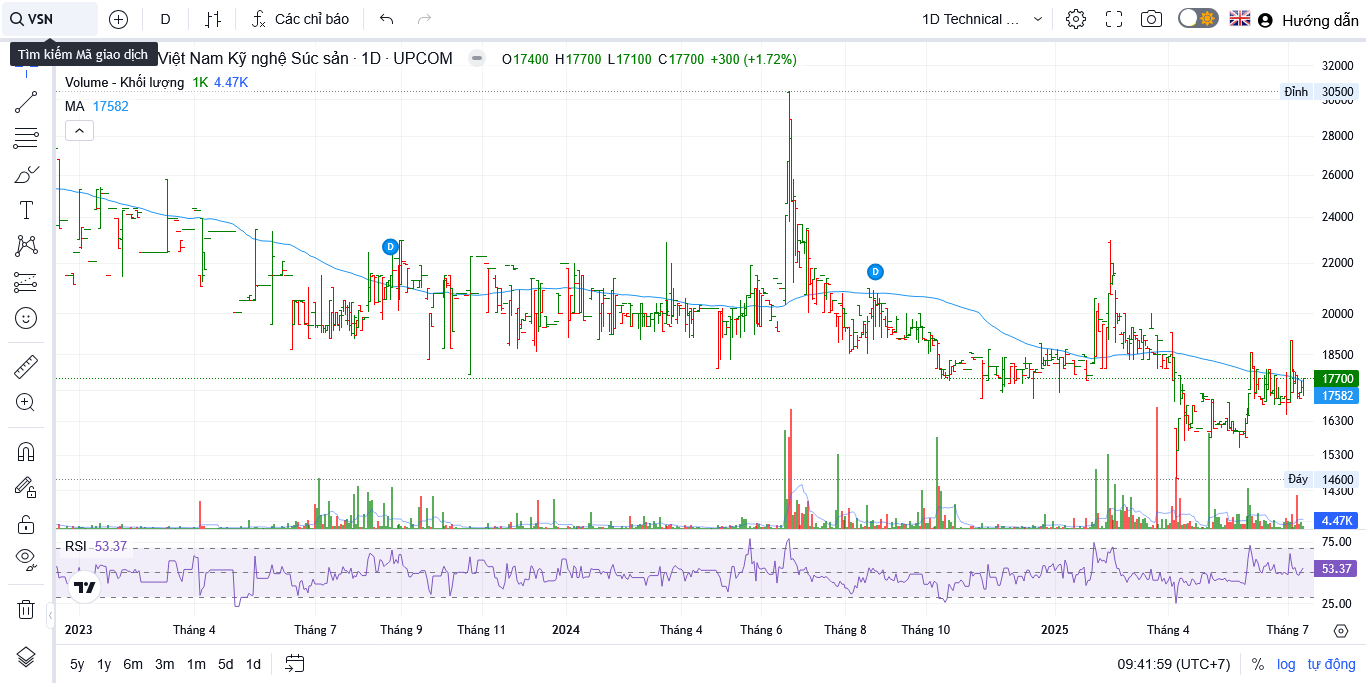 VSN
D
Các chỉ báo
1D Technical ...
Hướng dẫn
Tìm kiếm Mã giao dịch
Việt Nam Kỹ nghệ Súc sản · 1D · UPCOM
O17400 H17700 L17100 C17700 +300 (+1.72%)
Volume - Khối lượng 1K 4.47K
MA 17582
32000
Đỉnh 30500
30000
28000
26000
24000
22000
20000
18500
17700
17582
16300
15300
Đáy 14600
14300
4.47K
D
D
RSI 53.37
75.00
53.37
25.00
2023 Tháng 4 Tháng 7 Tháng 9 Tháng 11 2024 Tháng 4 Tháng 6 Tháng 8 Tháng 10 2025 Tháng 4 Tháng 7
5y 1y 6m 3m 1m 5d 1d
09:41:59 (UTC+7) % log tự động